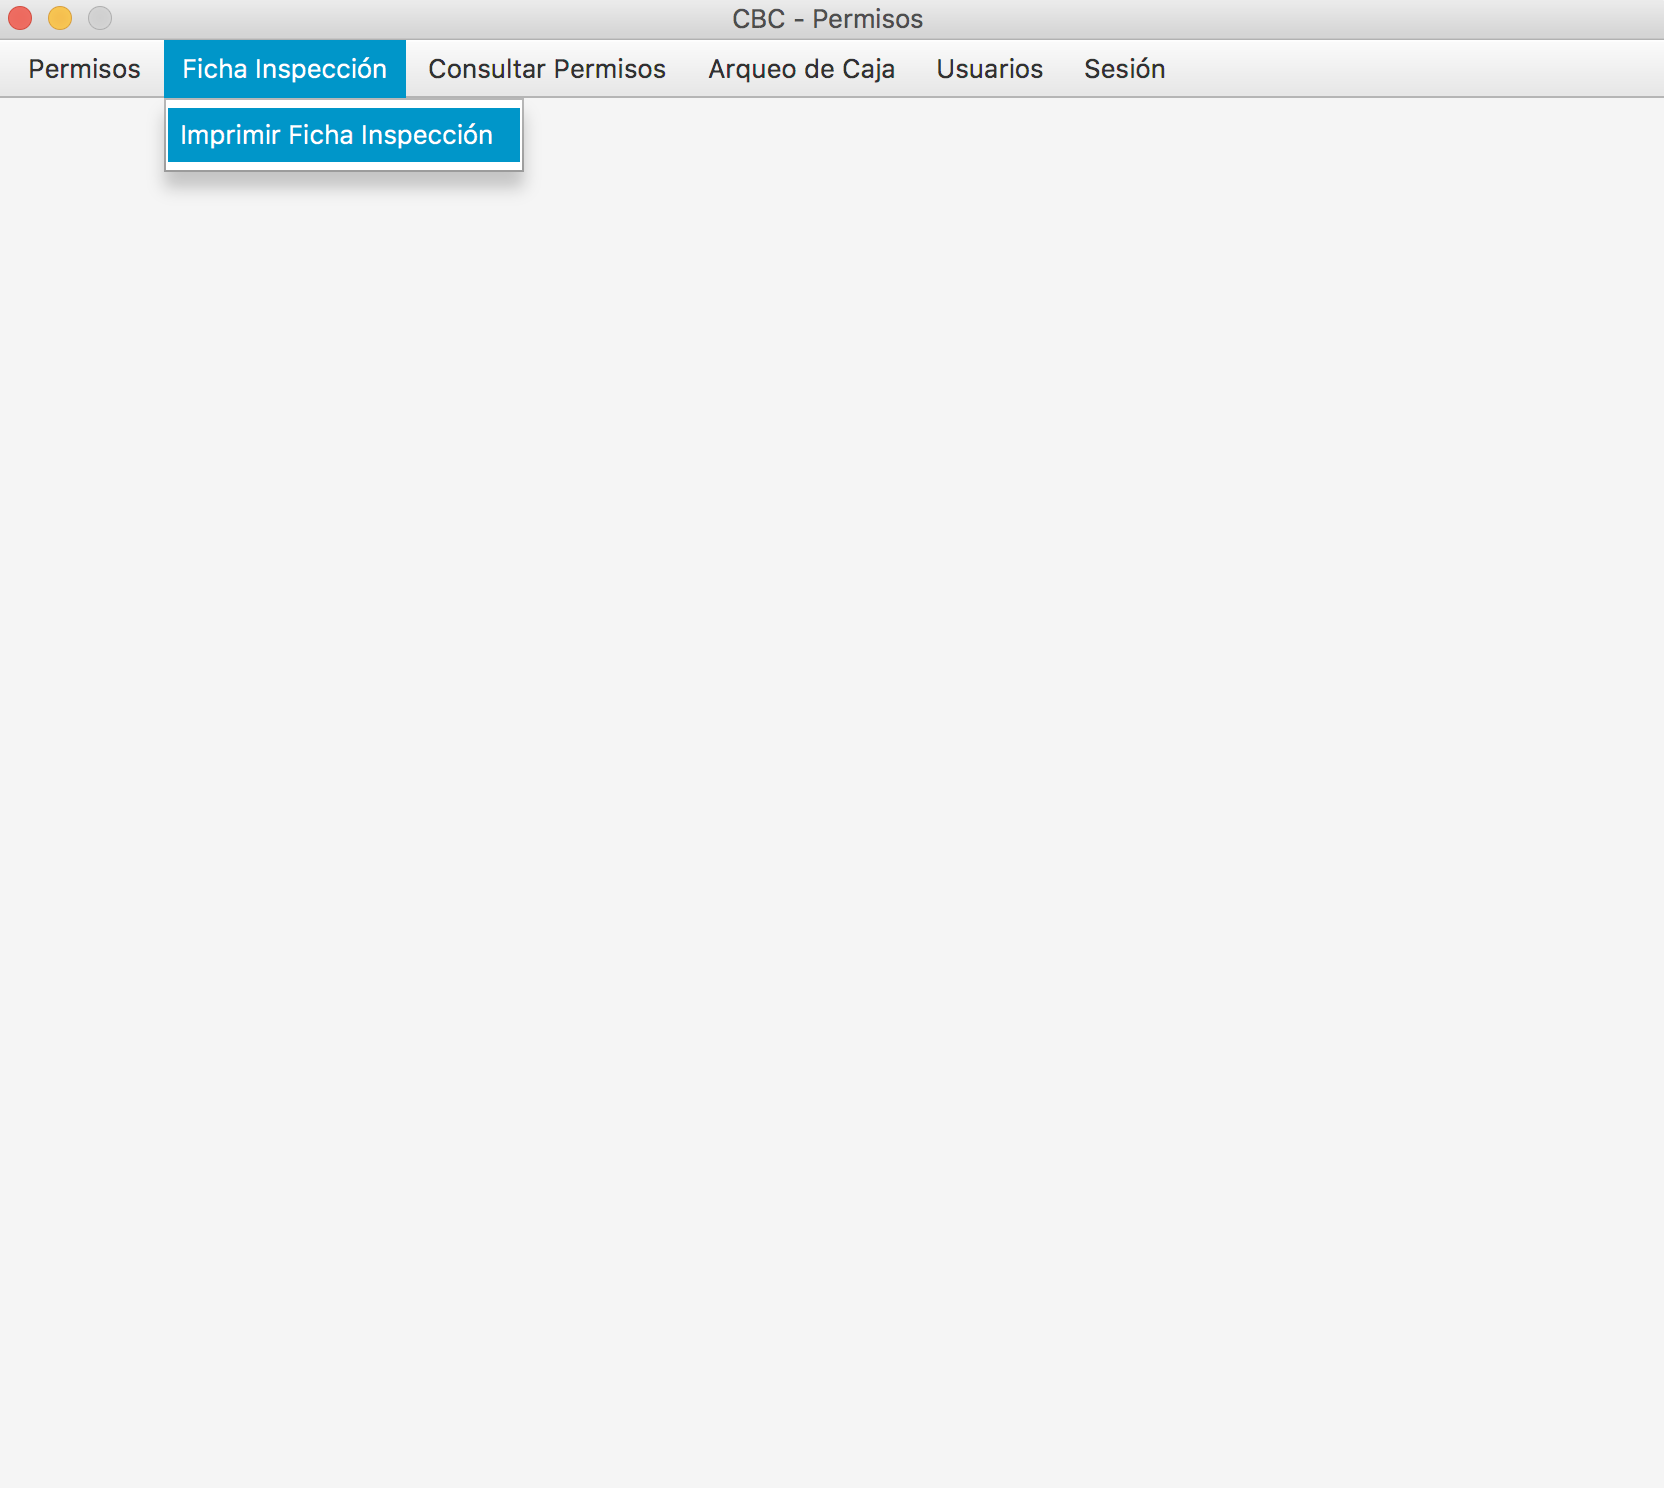 CBC - Permisos
Permisos Ficha Inspección Consultar Permisos Arqueo de Caja Usuarios Sesión
Imprimir Ficha Inspección